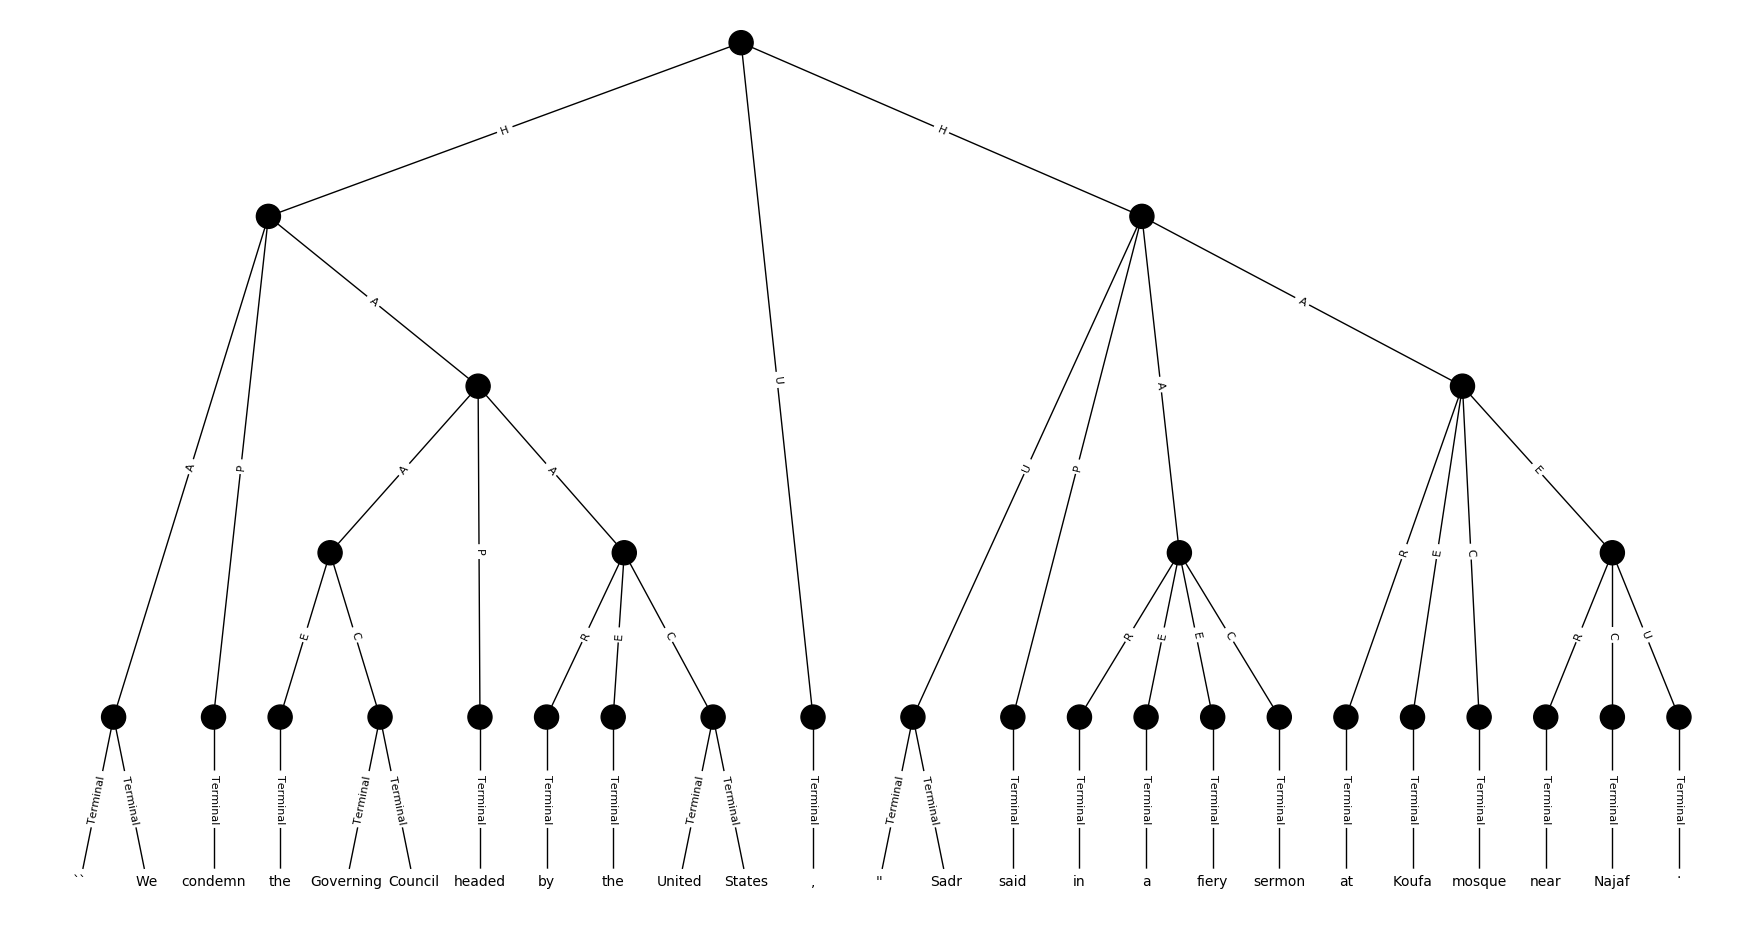 H H
A P A U U P A A
A P A R E C E
E C R E C R E E C R C U
Terminal Terminal Terminal Terminal Terminal Terminal Terminal Terminal Terminal Terminal Terminal Terminal Terminal Terminal Terminal Terminal Terminal Terminal Terminal Terminal Terminal Terminal Terminal Terminal Terminal
`` We condemn the Governing Council headed by the United States , " Sadr said in a fiery sermon at Koufa mosque near Najaf .